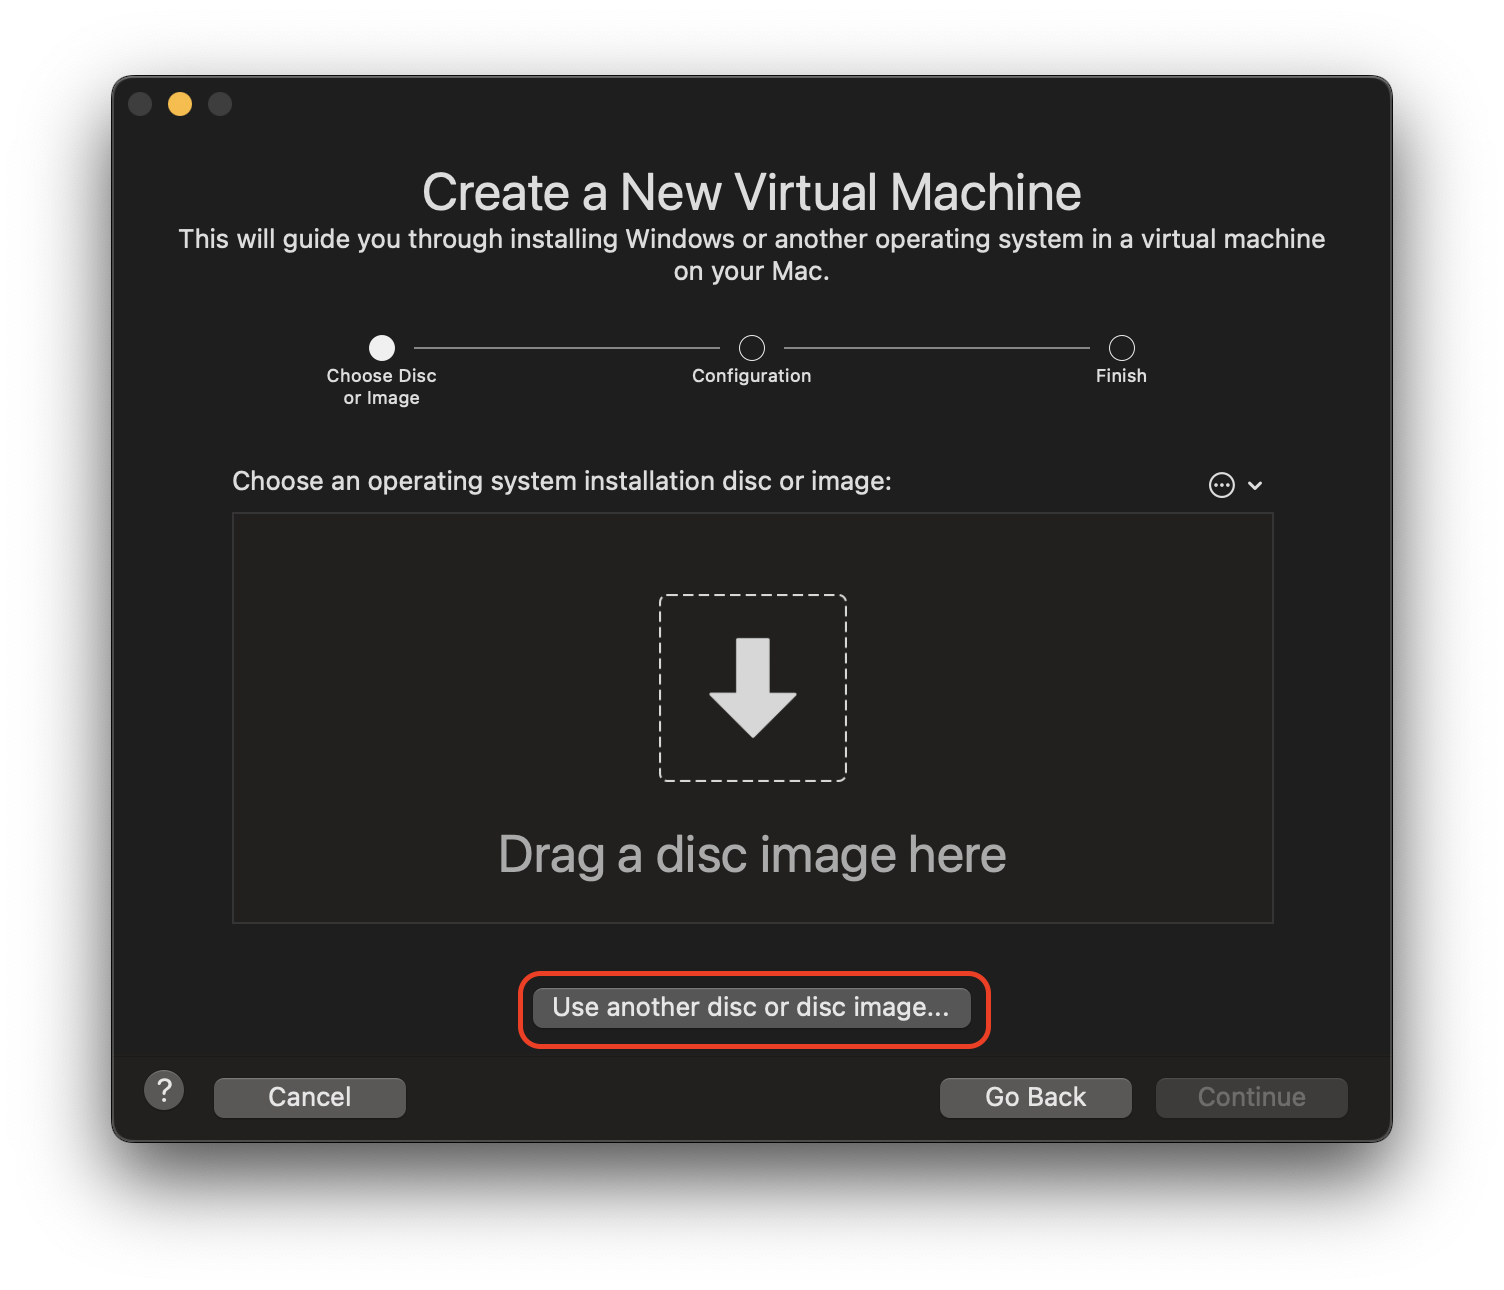 Create a New Virtual Machine
This will guide you through installing Windows or another operating system in a virtual machine
on your Mac.
Choose Disc
or Image
Configuration
Finish
Choose an operating system installation disc or image:
Drag a disc image here
Use another disc or disc image...
?
Cancel
Go Back
Continue